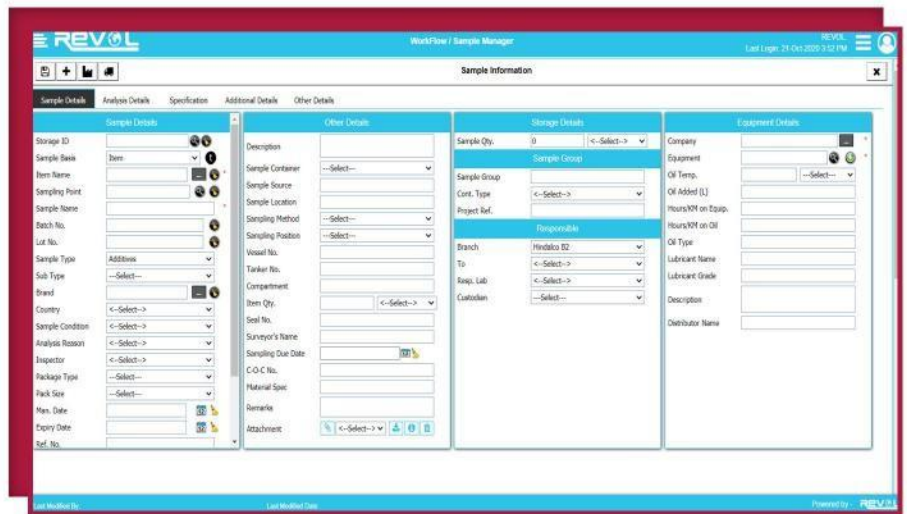 REVOL
WorkFlow / Sample Manager
REVOL
Last Login: 21-Oct-2020 3:52 PM
Sample Information
x
Sample Details Analysis Details Specification Additional Details Other Details
Sample Details
Storage ID
Sample Basis Item
Item Name *
Sampling Point
Sample Name *
Batch No.
Lot No.
Sample Type Additives
Sub Type ---Select---
Brand
Country <--Select-->
Sample Condition <--Select-->
Analysis Reason <--Select-->
Inspector <--Select-->
Package Type ---Select---
Pack Size ---Select---
Man. Date
Expiry Date
Ref. No.
Other Details
Description
Sample Container ---Select---
Sample Source
Sample Location
Sampling Method ---Select---
Sampling Position ---Select---
Vessel No.
Tanker No.
Compartment
Item Qty. <--Select-->
Seal No.
Surveyor's Name
Sampling Due Date
C-O-C No.
Material Spec
Remarks
Attachment <--Select-->
Storage Details
Sample Qty. 0 <--Select-->
Sample Group
Sample Group
Cont. Type <--Select-->
Project Ref.
Responsible
Branch Hindalco B2
To <--Select-->
Resp. Lab <--Select-->
Custodian ---Select---
Equipment Details
Company *
Equipment *
Oil Temp. ---Select---
Oil Added (L)
Hours/KM on Equip.
Hours/KM on Oil
Oil Type
Lubricant Name
Lubricant Grade
Description
Distributor Name
Last Modified By: Last Modified Date:
Powered by - REVOL